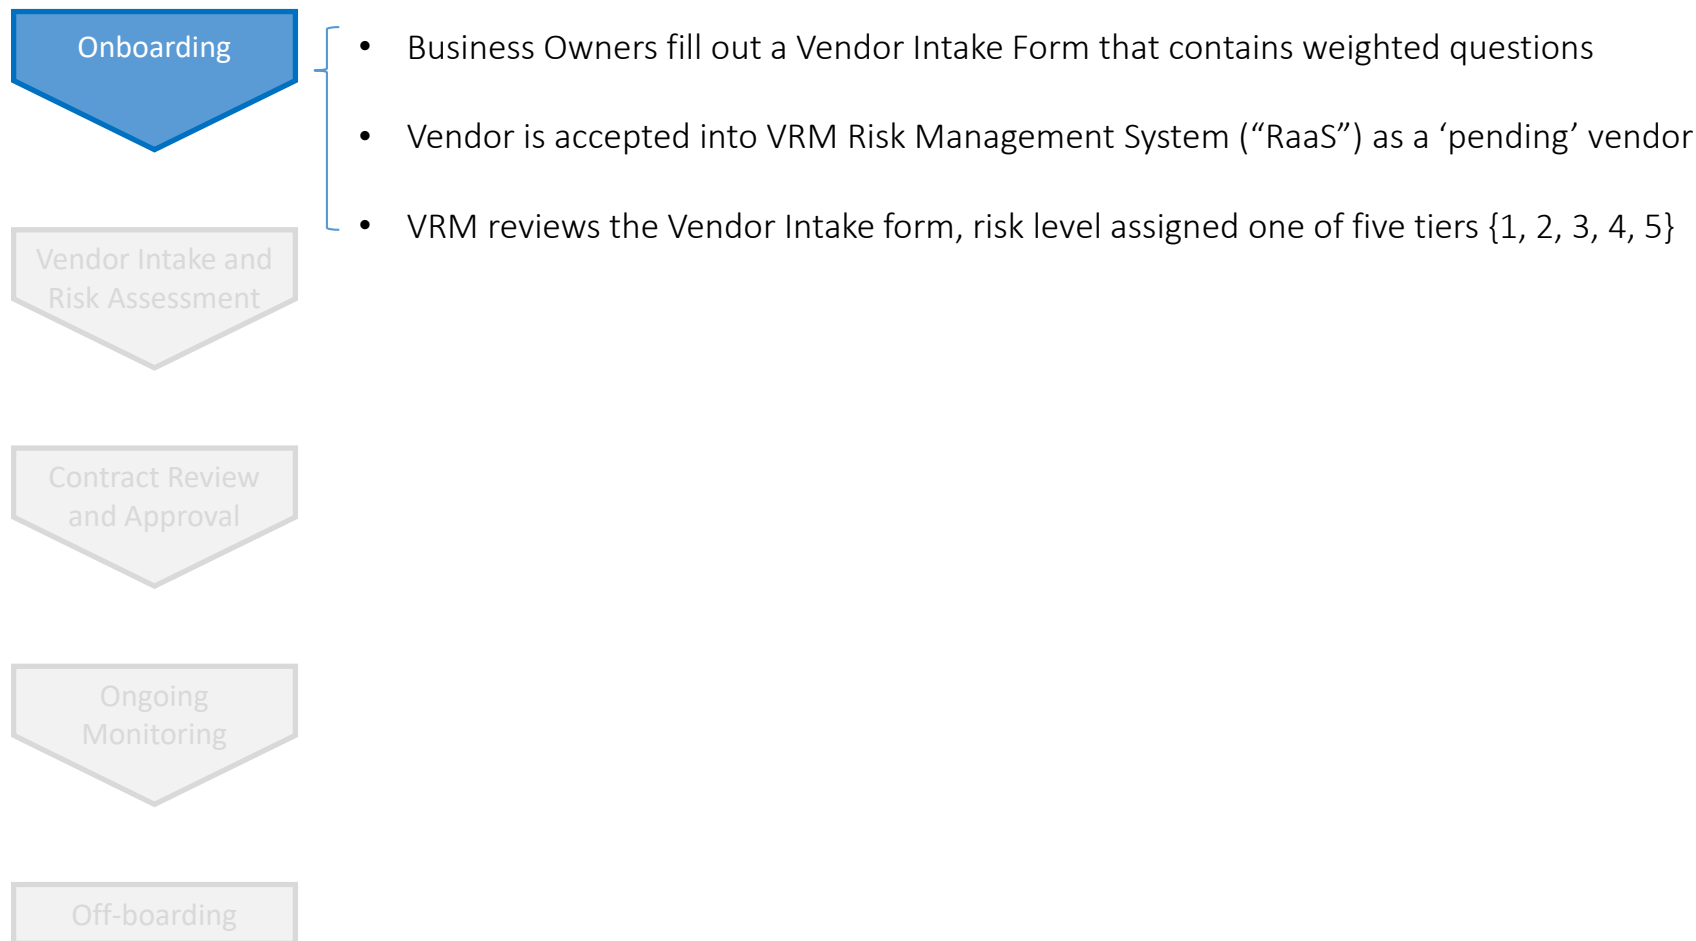 Onboarding
• Business Owners fill out a Vendor Intake Form that contains weighted questions
• Vendor is accepted into VRM Risk Management System (“RaaS”) as a ‘pending’ vendor
• VRM reviews the Vendor Intake form, risk level assigned one of five tiers {1, 2, 3, 4, 5}
Vendor Intake and
Risk Assessment
Contract Review
and Approval
Ongoing
Monitoring
Off-boarding